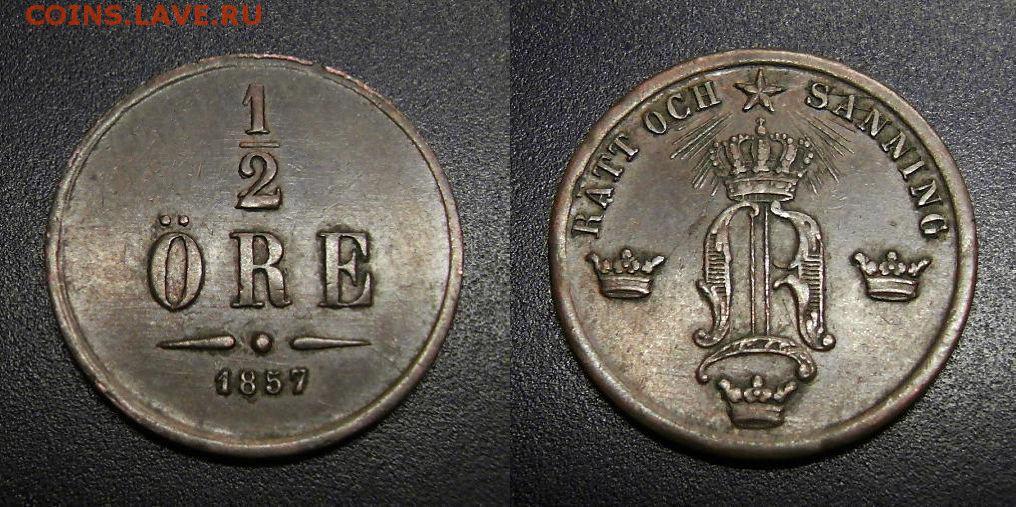 COINS.LAVE.RU
1
2
ÖRE
1857
RÄTT OCH SANNING